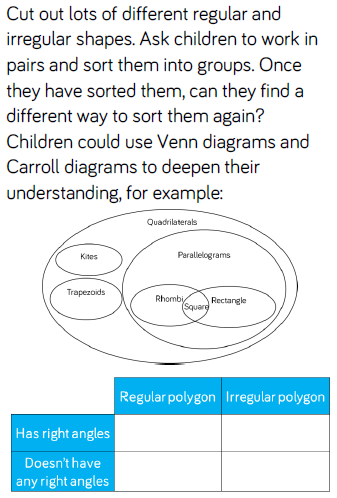 Cut out lots of different regular and
irregular shapes. Ask children to work in
pairs and sort them into groups. Once
they have sorted them, can they find a
different way to sort them again?
Children could use Venn diagrams and
Carroll diagrams to deepen their
understanding, for example:
Quadrilaterals
Kites
Parallelograms
Trapezoids
Rhombi
Square
Rectangle
Regular polygon
Irregular polygon
Has right angles
Doesn't have
any right angles